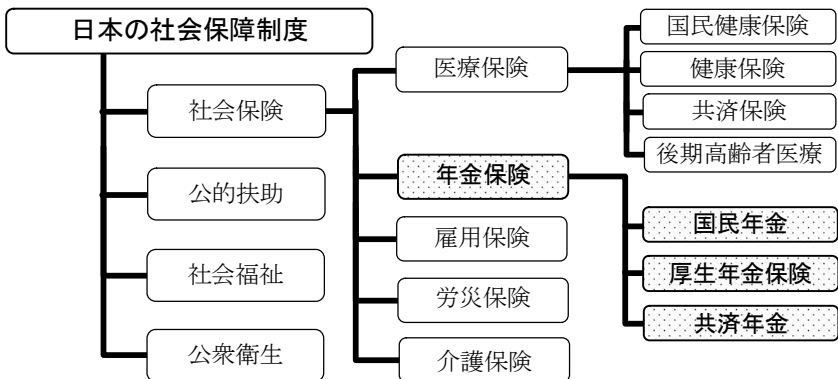 日本の社会保障制度
社会保険
公的扶助
社会福祉
公衆衛生
医療保険
年金保険
雇用保険
労災保険
介護保険
国民健康保険
健康保険
共済保険
後期高齢者医療
国民年金
厚生年金保険
共済年金